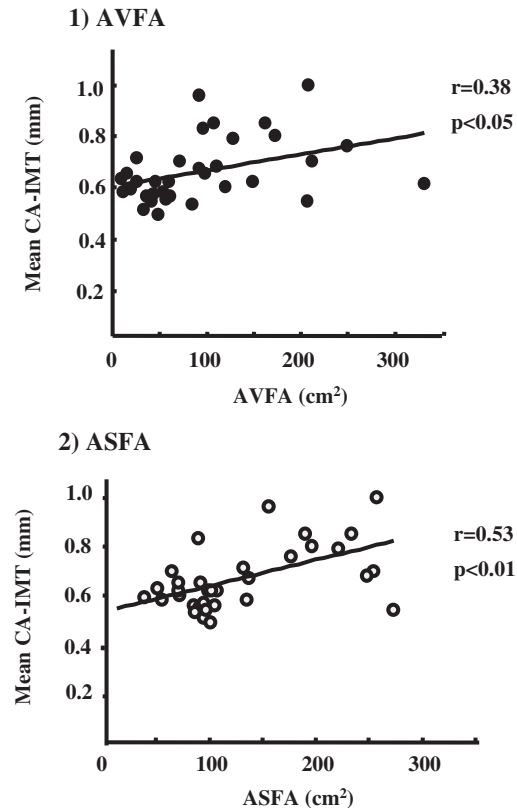 1) AVFA
Mean CA-IMT (mm)
1.0
0.8
0.6
0.4
0.2
r=0.38
p<0.05
0 100 200 300
AVFA (cm²)
2) ASFA
Mean CA-IMT (mm)
1.0
0.8
0.6
0.4
0.2
r=0.53
p<0.01
0 100 200 300
ASFA (cm²)